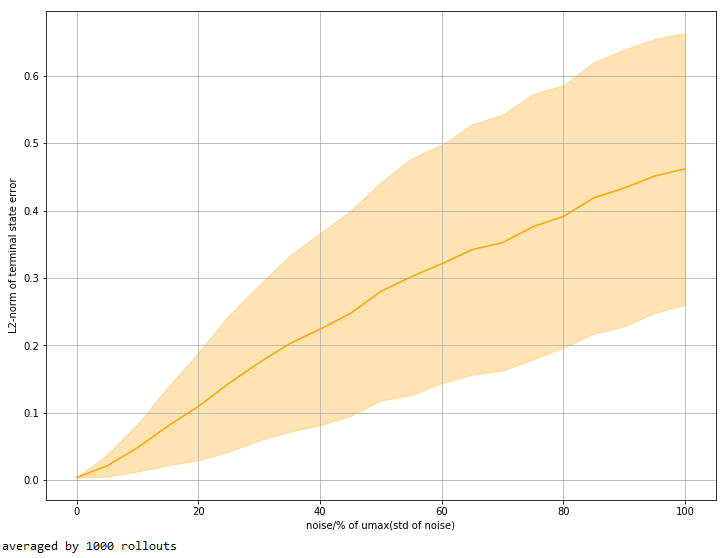 L2-norm of terminal state error
0.6
0.5
0.4
0.3
0.2
0.1
0.0
0 20 40 60 80 100
noise/% of umax(std of noise)
averaged by 1000 rollouts